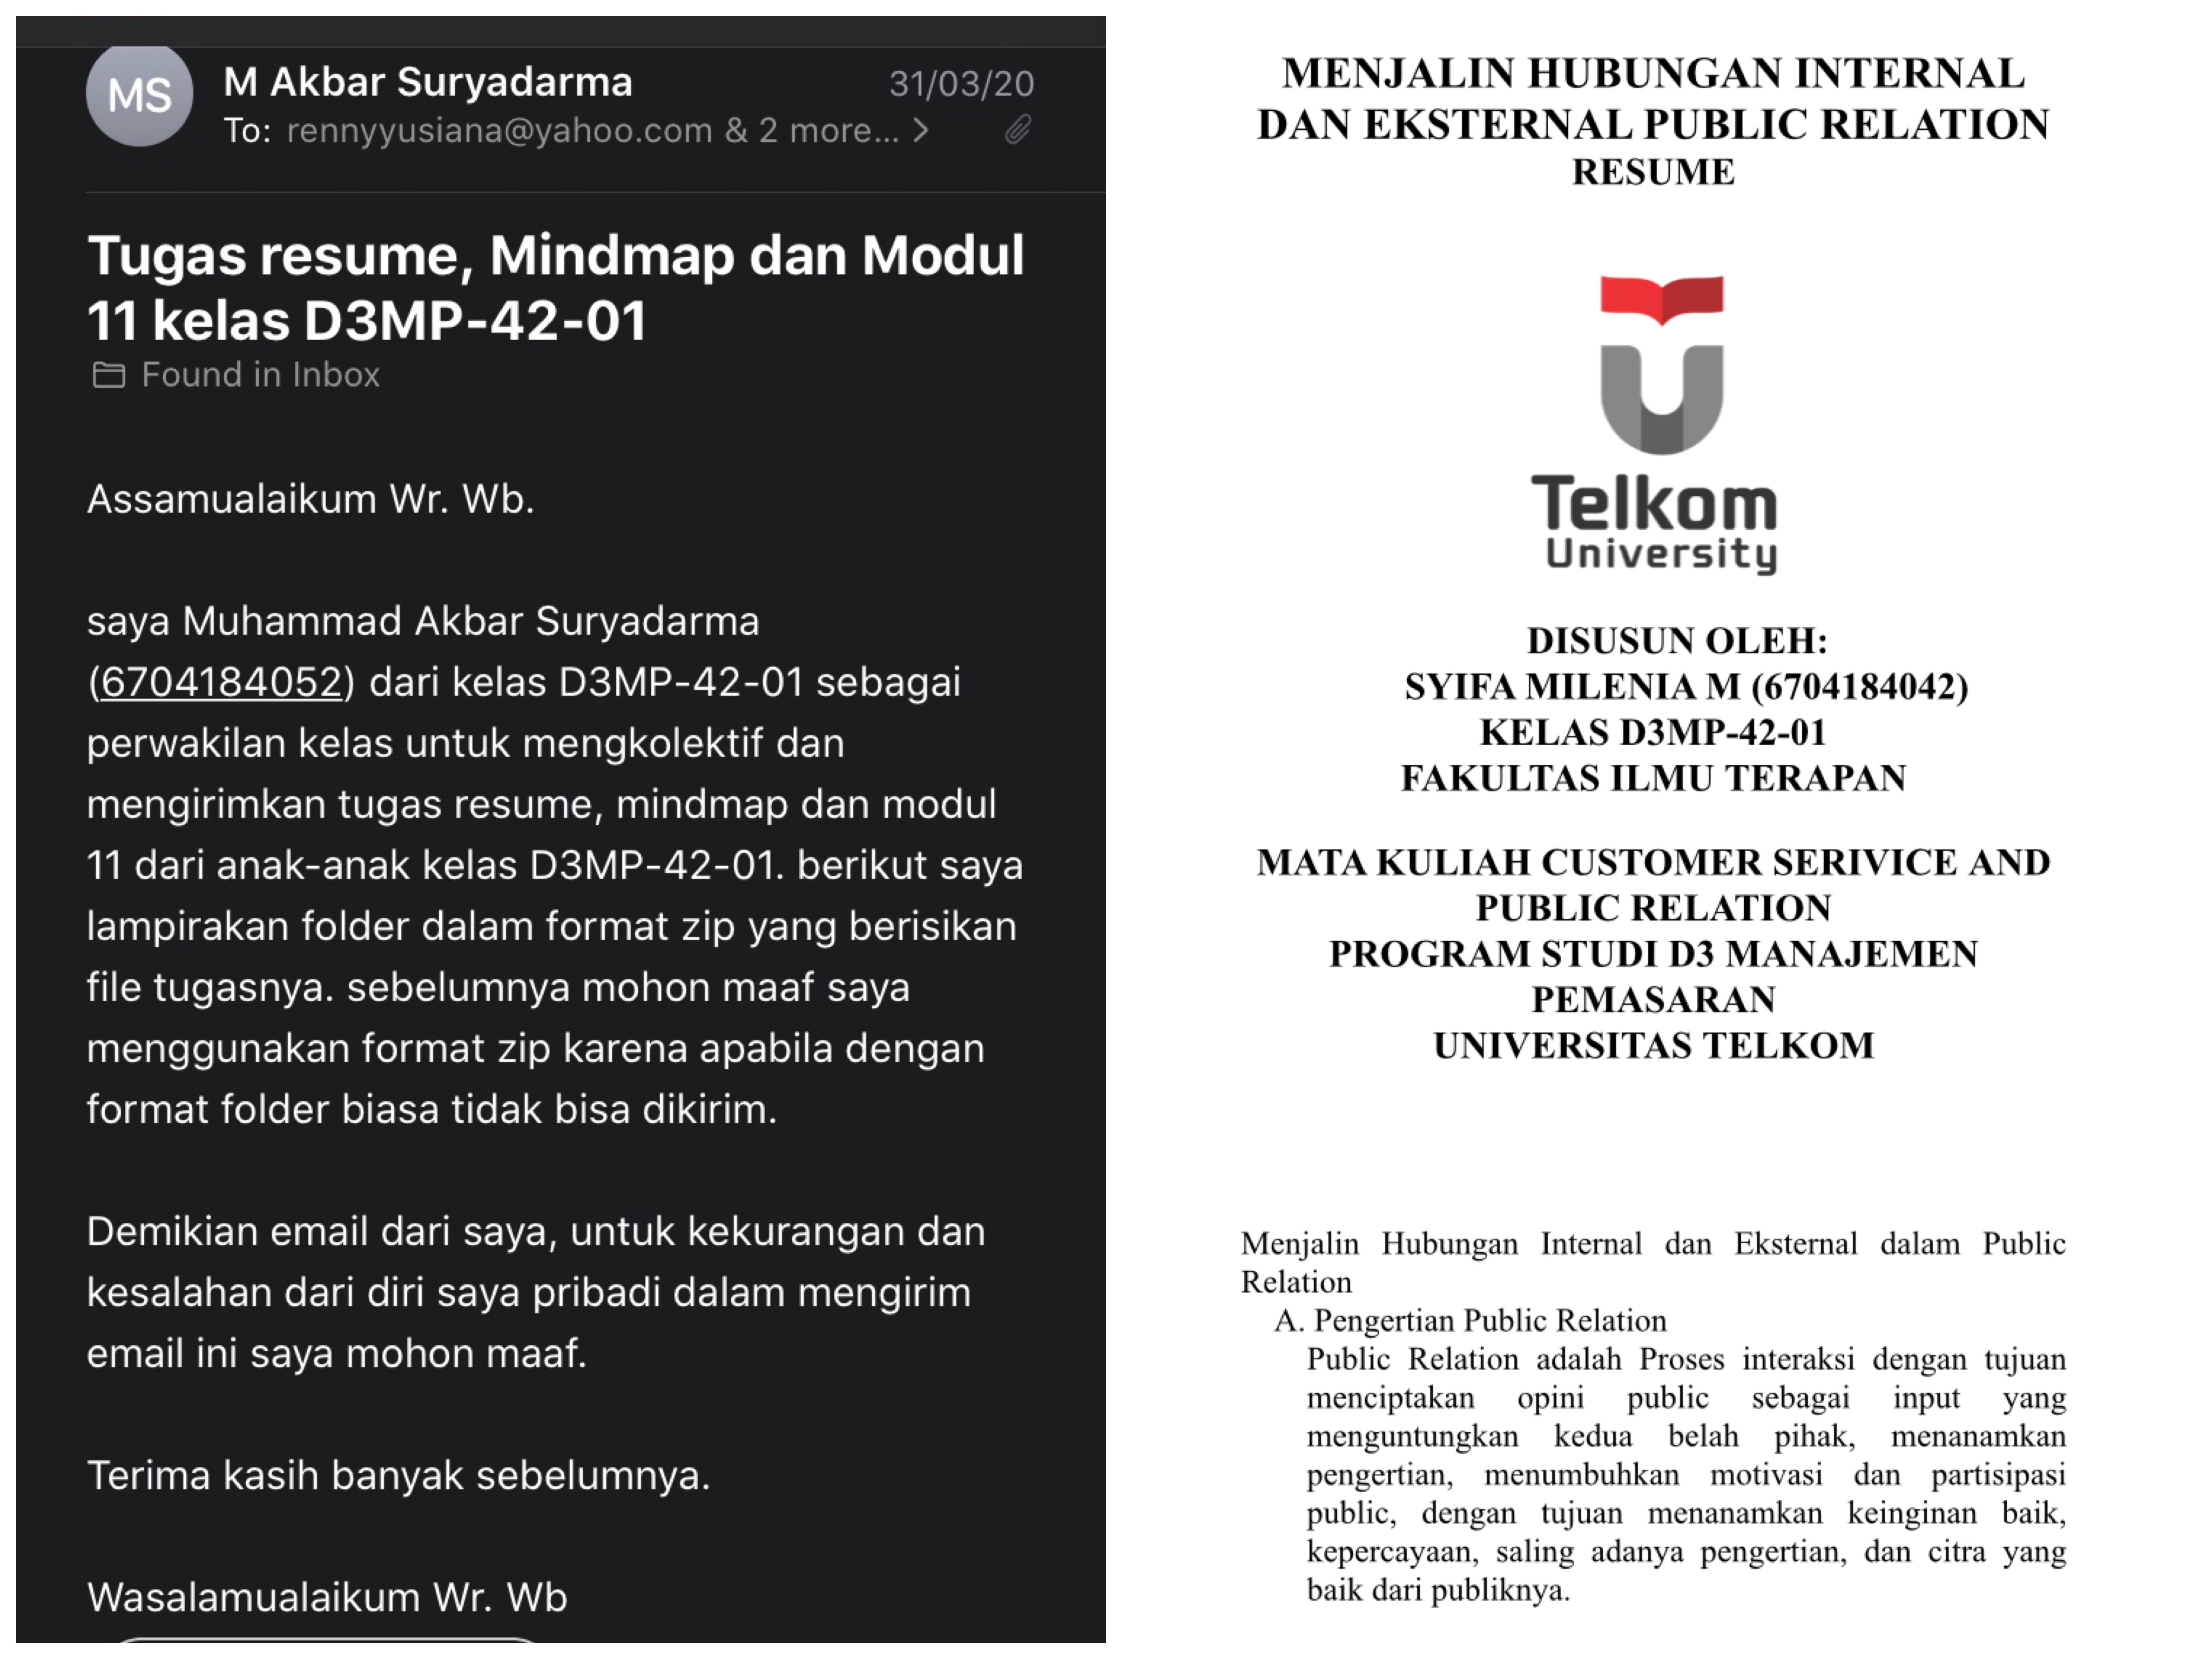 MS
M Akbar Suryadarma
31/03/20
To: rennyyusiana@yahoo.com & 2 more... >
Tugas resume, Mindmap dan Modul
11 kelas D3MP-42-01
Found in Inbox
Assamualaikum Wr. Wb.
saya Muhammad Akbar Suryadarma
(6704184052) dari kelas D3MP-42-01 sebagai
perwakilan kelas untuk mengkolektif dan
mengirimkan tugas resume, mindmap dan modul
11 dari anak-anak kelas D3MP-42-01. berikut saya
lampirakan folder dalam format zip yang berisikan
file tugasnya. sebelumnya mohon maaf saya
menggunakan format zip karena apabila dengan
format folder biasa tidak bisa dikirim.
Demikian email dari saya, untuk kekurangan dan
kesalahan dari diri saya pribadi dalam mengirim
email ini saya mohon maaf.
Terima kasih banyak sebelumnya.
Wasalamualaikum Wr. Wb
MENJALIN HUBUNGAN INTERNAL
DAN EKSTERNAL PUBLIC RELATION
RESUME
Telkom
University
DISUSUN OLEH:
SYIFA MILENIA M (6704184042)
KELAS D3MP-42-01
FAKULTAS ILMU TERAPAN
MATA KULIAH CUSTOMER SERIVICE AND
PUBLIC RELATION
PROGRAM STUDI D3 MANAJEMEN
PEMASARAN
UNIVERSITAS TELKOM
Menjalin Hubungan Internal dan Eksternal dalam Public
Relation
A. Pengertian Public Relation
Public Relation adalah Proses interaksi dengan tujuan
menciptakan opini public sebagai input yang
menguntungkan kedua belah pihak, menanamkan
pengertian, menumbuhkan motivasi dan partisipasi
public, dengan tujuan menanamkan keinginan baik,
kepercayaan, saling adanya pengertian, dan citra yang
baik dari publiknya.